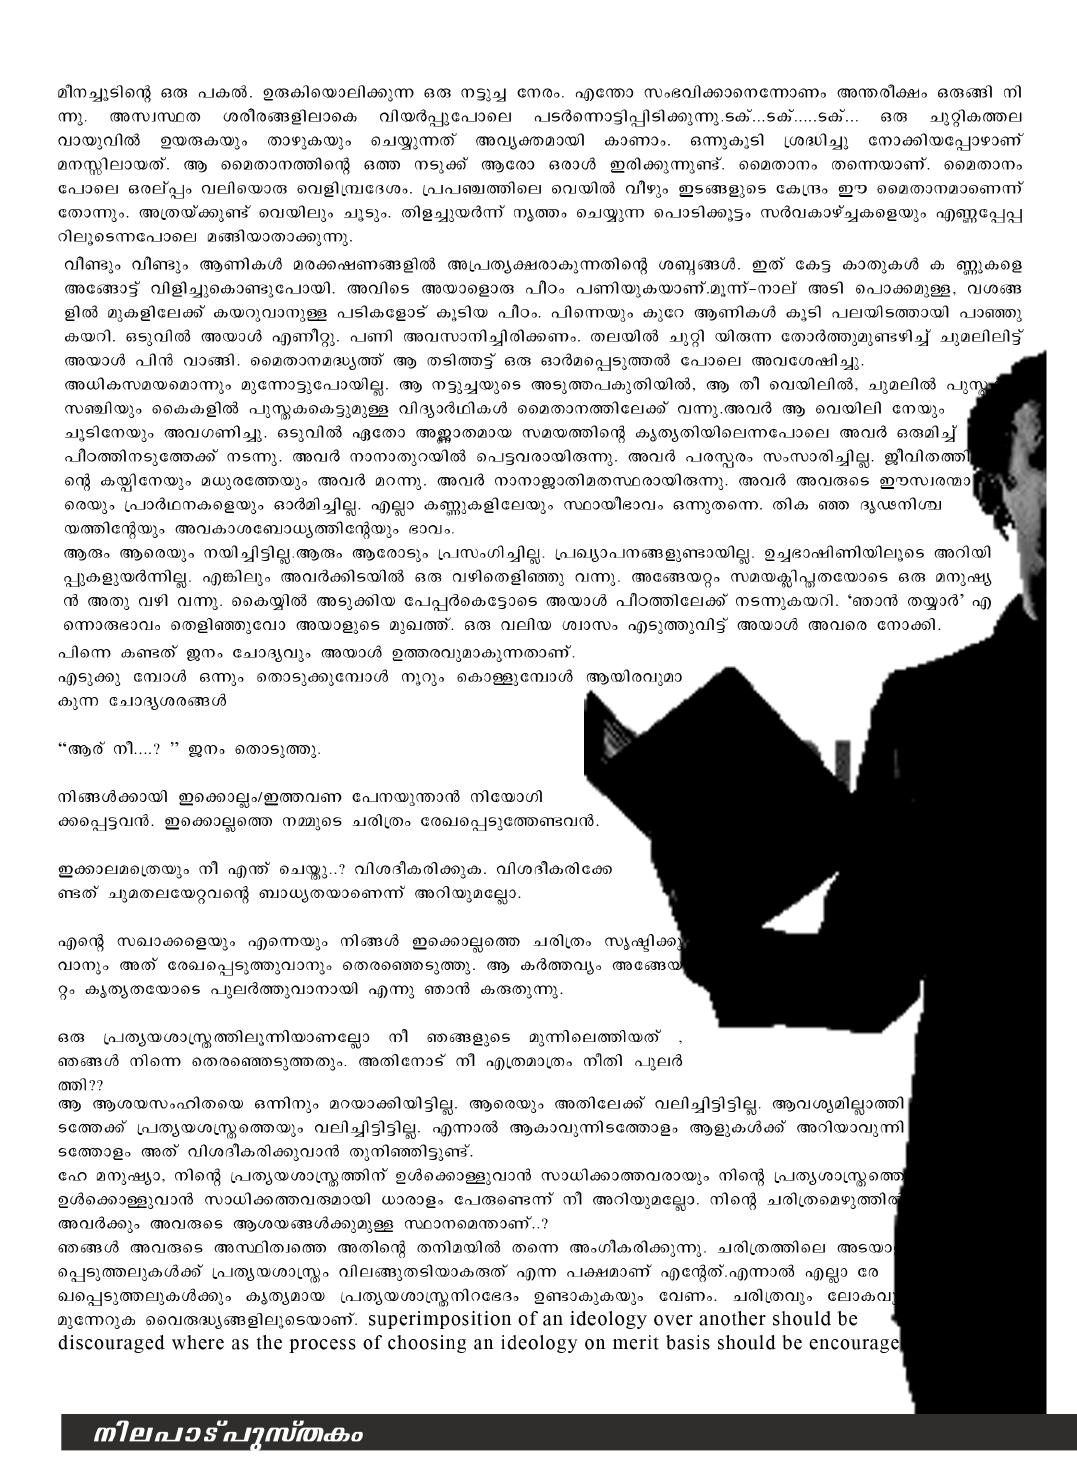 മീനച്ചൂടിന്റെ ഒരു പകൽ. ഉരുകിയൊലിക്കുന്ന ഒരു നട്ടുച്ച നേരം. എന്തോ സംഭവിക്കാനെന്നോണം അന്തരീക്ഷം ഒരുങ്ങി നി
ന്നു. അസ്വസ്ഥത ശരീരങ്ങളിലാകെ വിയർപ്പുപോലെ പടർന്നൊട്ടിപ്പിടിക്കുന്നു.ടക്...ടക്.....ടക്... ഒരു ചുറ്റികത്തല
വായുവിൽ ഉയരുകയും താഴുകയും ചെയ്യുന്നത് അവ്യക്തമായി കാണാം. ഒന്നുകൂടി ശ്രദ്ധിച്ചു നോക്കിയപ്പോഴാണ്
മനസ്സിലായത്. ആ മൈതാനത്തിന്റെ ഒത്ത നടുക്ക് ആരോ ഒരാൾ ഇരിക്കുന്നുണ്ട്. മൈതാനം തന്നെയാണ്. മൈതാനം
പോലെ ഒരല്പ്പം വലിയൊരു വെളിമ്പ്രദേശം. പ്രപഞ്ചത്തിലെ വെയിൽ വീഴും ഇടങ്ങളുടെ കേന്ദ്രം ഈ മൈതാനമാണെന്ന്
തോന്നും. അത്രയ്ക്കുണ്ട് വെയിലും ചൂടും. തിളച്ചുയർന്ന് നൃത്തം ചെയ്യുന്ന പൊടിക്കൂട്ടം സർവകാഴ്ച്ചകളെയും എണ്ണപ്പേപ്പ
റിലൂടെന്നപോലെ മങ്ങിയാതാക്കുന്നു.
വീണ്ടും വീണ്ടും ആണികൾ മരക്കഷണങ്ങളിൽ അപ്രത്യക്ഷരാകുന്നതിന്റെ ശബ്ദങ്ങൾ. ഇത് കേട്ട കാതുകൾ ക ണ്ണുകളെ
അങ്ങോട്ട് വിളിച്ചുകൊണ്ടുപോയി. അവിടെ അയാളൊരു പീഠം പണിയുകയാണ്.മൂന്ന്-നാല് അടി പൊക്കമുള്ള, വശങ്ങ
ളിൽ മുകളിലേക്ക് കയറുവാനുള്ള പടികളോട് കൂടിയ പീഠം. പിന്നെയും കുറേ ആണികൾ കൂടി പലയിടത്തായി പാഞ്ഞു
കയറി. ഒടുവിൽ അയാൾ എണീറ്റു. പണി അവസാനിച്ചിരിക്കണം. തലയിൽ ചുറ്റി യിരുന്ന തോർത്തുമുണ്ടഴിച്ച് ചുമലിലിട്ട്
അയാൾ പിൻ വാങ്ങി. മൈതാനമദ്ധ്യത്ത് ആ തടിത്തട്ട് ഒരു ഓർമപ്പെടുത്തൽ പോലെ അവശേഷിച്ചു.
അധികസമയമൊന്നും മുന്നോട്ടുപോയില്ല. ആ നട്ടുച്ചയുടെ അടുത്തപകുതിയിൽ, ആ തീ വെയിലിൽ, ചുമലിൽ
സഞ്ചിയും കൈകളിൽ പുസ്തകകെട്ടുമുള്ള വിദ്യാർഥികൾ മൈതാനത്തിലേക്ക് വന്നു.അവർ ആ വെയിലി നേയും
ചൂടിനേയും അവഗണിച്ചു. ഒടുവിൽ ഏതോ അജ്ഞാതമായ സമയത്തിന്റെ കൃത്യതിയിലെന്നപോലെ അവർ ഒരുമിച്ച്
പീഠത്തിനടുത്തേക്ക് നടന്നു. അവർ നാനാതുറയിൽ പെട്ടവരായിരുന്നു. അവർ പരസ്പരം സംസാരിച്ചില്ല. ജീവിതത്തി
ന്റെ കയ്പിനേയും മധുരത്തേയും അവർ മറന്നു. അവർ നാനാജാതിമതസ്ഥരായിരുന്നു. അവർ അവരുടെ ഈസ്വരന്മാ
രെയും പ്രാർഥനകളെയും ഓർമിച്ചില്ല. എല്ലാ കണ്ണുകളിലേയും സ്ഥായീഭാവം ഒന്നുതന്നെ. തിക ഞ്ഞ ദൃഢനിശ്ച
യത്തിന്റേയും അവകാശബോധ്യത്തിന്റേയും ഭാവം.
ആരും ആരെയും നയിച്ചിട്ടില്ല.ആരും ആരോടും പ്രസംഗിച്ചില്ല. പ്രഖ്യാപനങ്ങളുണ്ടായില്ല. ഉച്ചഭാഷിണിയിലൂടെ അറിയി
പ്പുകളുയർന്നില്ല. എങ്കിലും അവർക്കിടയിൽ ഒരു വഴിതെളിഞ്ഞു വന്നു. അങ്ങേയറ്റം സമയക്ലിപ്തതയോടെ ഒരു മനുഷ്യ
ൻ അതു വഴി വന്നു. കൈയ്യിൽ അടുക്കിയ പേപ്പർകെട്ടോടെ അയാൾ പീഠത്തിലേക്ക് നടന്നുകയറി. ‘ഞാൻ തയ്യാർ’ എ
ന്നൊരുഭാവം തെളിഞ്ഞുവോ അയാളുടെ മുഖത്ത്. ഒരു വലിയ ശ്വാസം എടുത്തുവിട്ട് അയാൾ അവരെ നോക്കി.
പിന്നെ കണ്ടത് ജനം ചോദ്യവും അയാൾ ഉത്തരവുമാകുന്നതാണ്.
എടുക്കു മ്പോൾ ഒന്നും തൊടുക്കുമ്പോൾ നൂറും കൊള്ളുമ്പോൾ ആയിരവുമാ
കുന്ന ചോദ്യശരങ്ങൾ
“ആര് നീ....? ” ജനം തൊടുത്തു.
നിങ്ങൾക്കായി ഇക്കൊല്ലം/ഇത്തവണ പേനയുന്താൻ നിയോഗി
ക്കപ്പെട്ടവൻ. ഇക്കൊല്ലത്തെ നമ്മുടെ ചരിത്രം രേഖപ്പെടുത്തേണ്ടവൻ.
ഇക്കാലമത്രെയും നീ എന്ത് ചെയ്തു..? വിശദീകരിക്കുക. വിശദീകരിക്കേ
ണ്ടത് ചുമതലയേറ്റവന്റെ ബാധ്യതയാണെന്ന് അറിയുമല്ലോ.
എന്റെ സഖാക്കളെയും എന്നെയും നിങ്ങൾ ഇക്കൊല്ലത്തെ ചരിത്രം സൃഷ്ടിക്കു
വാനും അത് രേഖപ്പെടുത്തുവാനും തെരഞ്ഞെടുത്തു. ആ കർത്തവ്യം അങ്ങേയ
റ്റം കൃത്യതയോടെ പുലർത്തുവാനായി എന്നു ഞാൻ കരുതുന്നു.
ഒരു പ്രത്യയശാസ്ത്രത്തിലൂന്നിയാണല്ലോ നീ ഞങ്ങളുടെ മുന്നിലെത്തിയത് ,
ഞങ്ങൾ നിന്നെ തെരഞ്ഞെടുത്തതും. അതിനോട് നീ എത്രമാത്രം നീതി പുലർ
ത്തി??
ആ ആശയസംഹിതയെ ഒന്നിനും മറയാക്കിയിട്ടില്ല. ആരെയും അതിലേക്ക് വലിച്ചിട്ടിട്ടില്ല. ആവശ്യമില്ലാത്തി
ടത്തേക്ക് പ്രത്യയശസ്ത്രത്തെയും വലിച്ചിട്ടിട്ടില്ല. എന്നാൽ ആകാവുന്നിടത്തോളം ആളുകൾക്ക് അറിയാവുന്നി
ടത്തോളം അത് വിശദീകരിക്കുവാൻ തുനിഞ്ഞിട്ടുണ്ട്.
ഹേ മനുഷ്യാ, നിന്റെ പ്രത്യയശാസ്ത്രത്തിന് ഉൾക്കൊള്ളുവാൻ സാധിക്കാത്തവരായും നിന്റെ പ്രത്യശാസ്ത്രത്തെ
ഉൾക്കൊള്ളുവാൻ സാധിക്കത്തവരുമായി ധാരാളം പേരുണ്ടെന്ന് നീ അറിയുമല്ലോ. നിന്റെ ചരിത്രമെഴുത്തിൽ
അവർക്കും അവരുടെ ആശയങ്ങൾക്കുമുള്ള സ്ഥാനമെന്താണ്..?
ഞങ്ങൾ അവരുടെ അസ്ഥിത്വത്തെ അതിന്റെ തനിമയിൽ തന്നെ അംഗീകരിക്കുന്നു. ചരിത്രത്തിലെ അടയാ
പ്പെടുത്തലുകൾക്ക് പ്രത്യയശാസ്ത്രം വിലങ്ങുതടിയാകരുത് എന്ന പക്ഷമാണ് എന്റേത്.എന്നാൽ എല്ലാ രേ
ഖപ്പെടുത്തലുകൾക്കും കൃത്യമായ പ്രത്യയശാസ്ത്രനിറഭേദം ഉണ്ടാകുകയും വേണം. ചരിത്രവും ലോകവു
മുന്നേറുക വൈരുദ്ധ്യങ്ങളിലൂടെയാണ്. superimposition of an ideology over another should be
discouraged where as the process of choosing an ideology on merit basis should be encourage
നിലപാട്പുസ്തകം